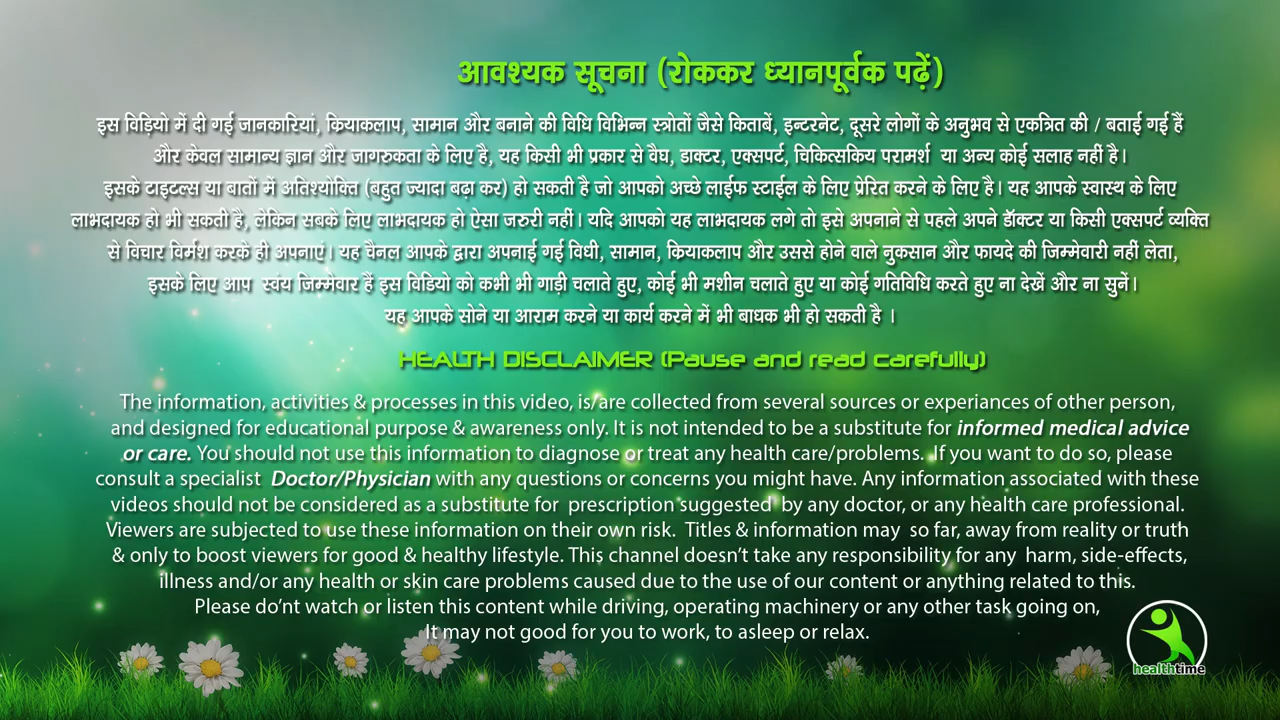 आवश्यक सूचना (रोककर ध्यानपूर्वक पढ़ें)
इस विड़ियो में दी गई जानकारियां, कियाकलाप, सामान और बनाने की विधि विभिन्न स्त्रोतों जैसे किताबें, इन्टरनेट, दूसरे लोगों के अनुभव से एकत्रित की / बताई गई हैं
और केवल सामान्य ज्ञान और जागरुकता के लिए है, यह किसी भी प्रकार से वैघ, डाक्टर, एक्सपर्ट, चिकित्सकिय परामर्श या अन्य कोई सलाह नहीं है।
इसके टाइटल्स या बातों में अतिश्योक्ति (बहुत ज्यादा बढ़ा कर) हो सकती है जो आपको अच्छे लाईफ स्टाईल के लिए प्रेरित करने के लिए है। यह आपके स्वास्थ के लिए
लाभदायक हो भी सकती है, लेकिन सबके लिए लाभदायक हो ऐसा जरुरी नहीं। यदि आपको यह लाभदायक लगे तो इसे अपनाने से पहले अपने डॉक्टर या किसी एक्सपर्ट व्यक्ति
से विचार विर्मश करके ही अपनाएं। यह चैनल आपके द्वारा अपनाई गई विधी, सामान, कियाकलाप और उससे होने वाले नुकसान और फायदे की जिम्मेवारी नहीं लेता,
इसके लिए आप स्वंय जिम्मेवार हैं इस विडियो को कभी भी गाड़ी चलाते हुए, कोई भी मशीन चलाते हुए या कोई गतिविधि करते हुए ना देखें और ना सुनें।
यह आपके सोने या आराम करने या कार्य करने में भी बाधक भी हो सकती है ।
HEALTH DISCLAIMER (Pause and read carefully)
The information, activities & processes in this video, is/are collected from several sources or experiances of other person,
and designed for educational purpose & awareness only. It is not intended to be a substitute for informed medical advice
or care. You should not use this information to diagnose or treat any health care/problems. If you want to do so, please
consult a specialist Doctor/Physician with any questions or concerns you might have. Any information associated with these
videos should not be considered as a substitute for prescription suggested by any doctor, or any health care professional.
Viewers are subjected to use these information on their own risk. Titles & information may so far, away from reality or truth
& only to boost viewers for good & healthy lifestyle. This channel doesn't take any responsibility for any harm, side-effects,
illness and/or any health or skin care problems caused due to the use of our content or anything related to this.
Please do'nt watch or listen this content while driving, operating machinery or any other task going on,
It may not good for you to work, to asleep or relax.
healthtime